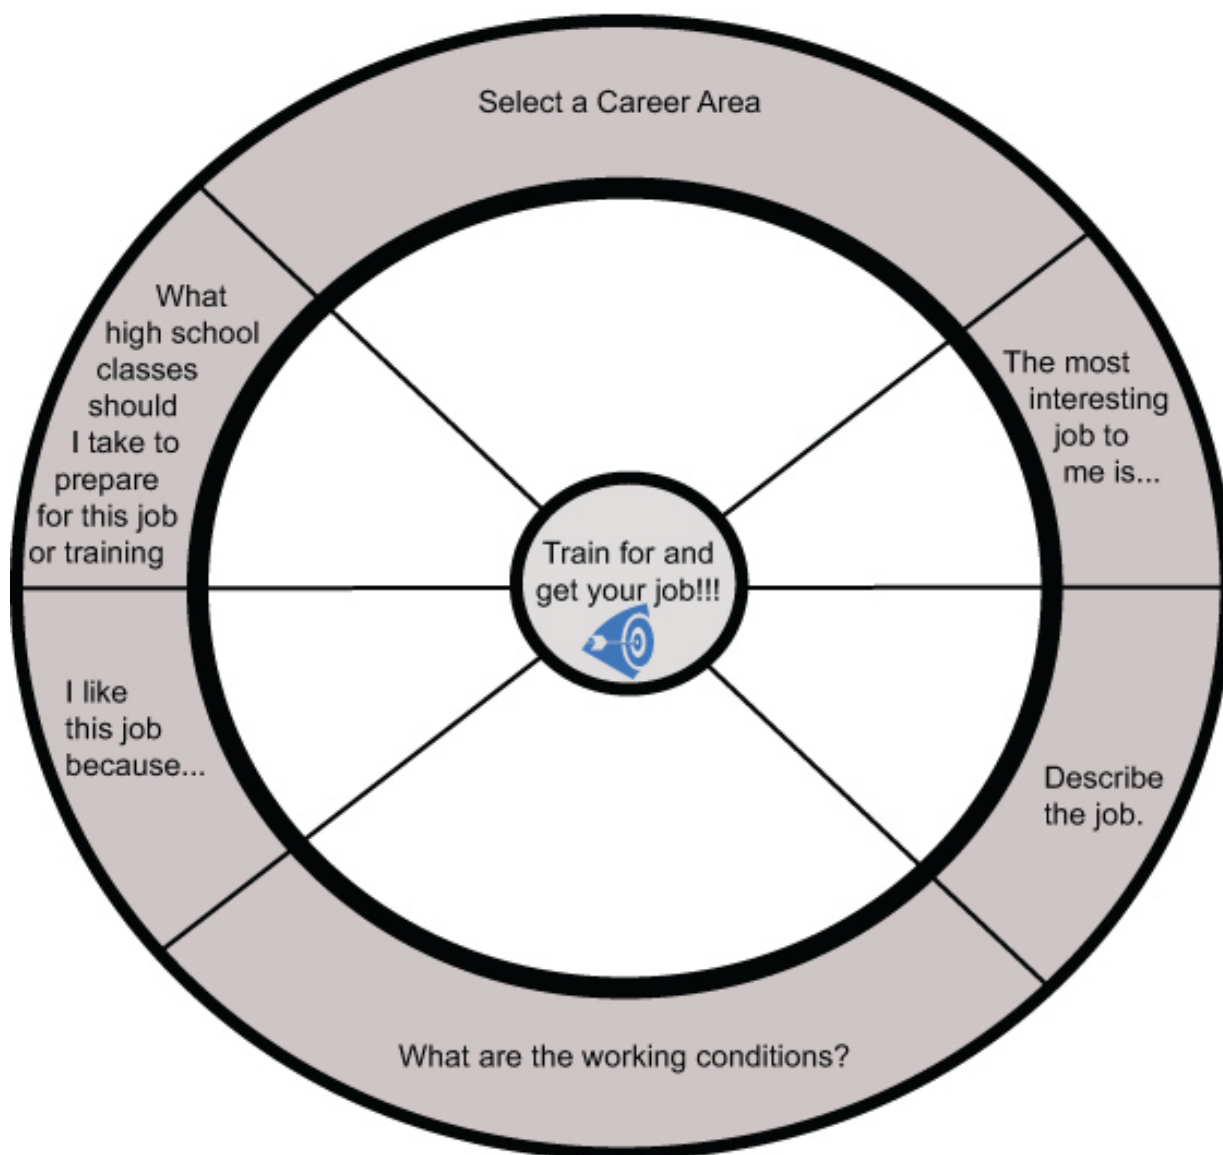 Select a Career Area
The most
interesting
job to
me is...
Describe
the job.
What are the working conditions?
I like
this job
because...
What
high school
classes
should
I take to
prepare
for this job
or training
Train for and
get your job!!!